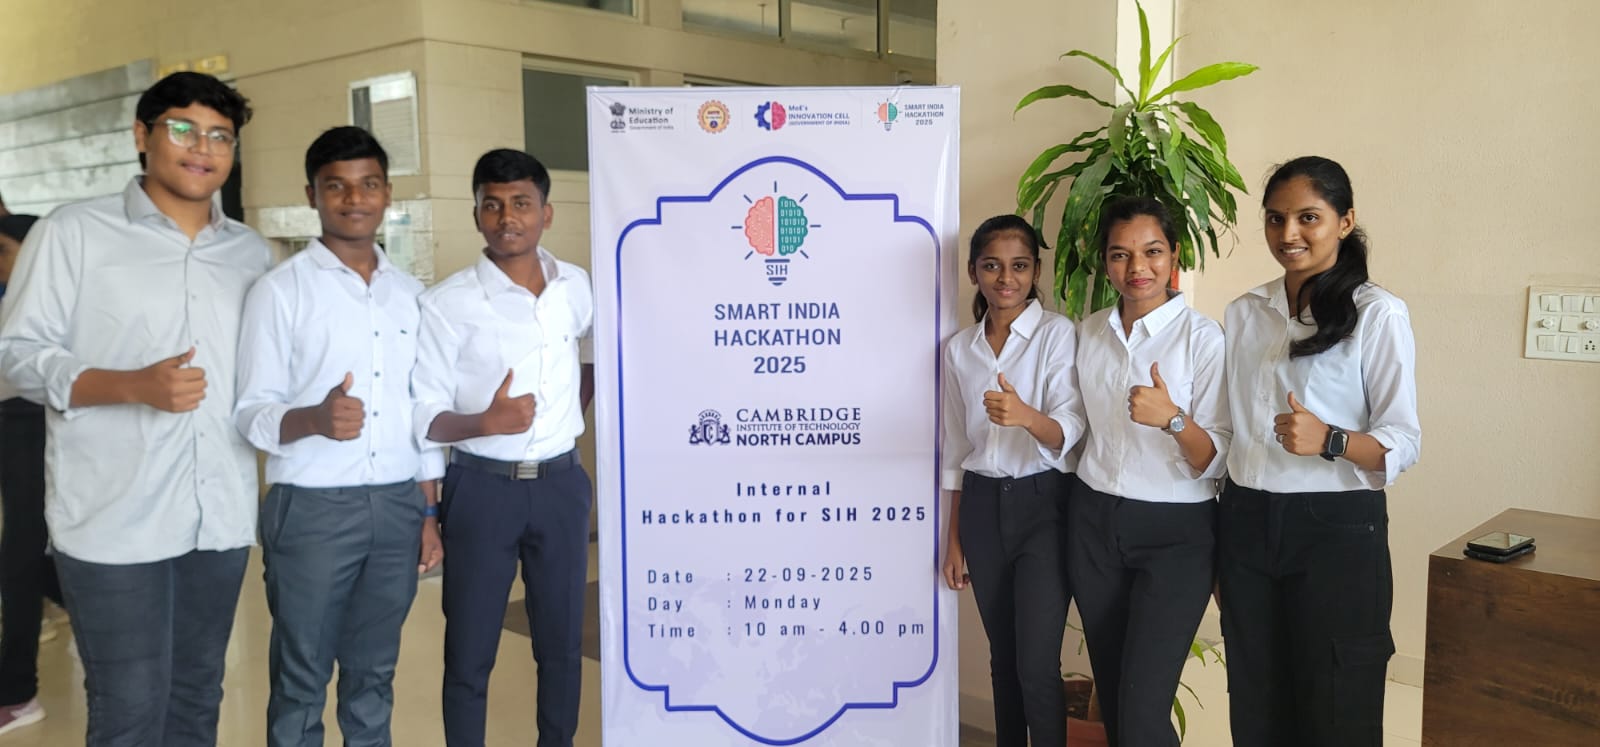 Ministry of
Education
Government of India
MoE's
INNOVATION CELL
(GOVERNMENT OF INDIA)
SMART INDIA
HACKATHON
2025
SIH
SMART INDIA
HACKATHON
2025
CAMBRIDGE
INSTITUTE OF TECHNOLOGY
NORTH CAMPUS
Internal
Hackathon for SIH 2025
Date : 22-09-2025
Day : Monday
Time : 10 am - 4.00 pm